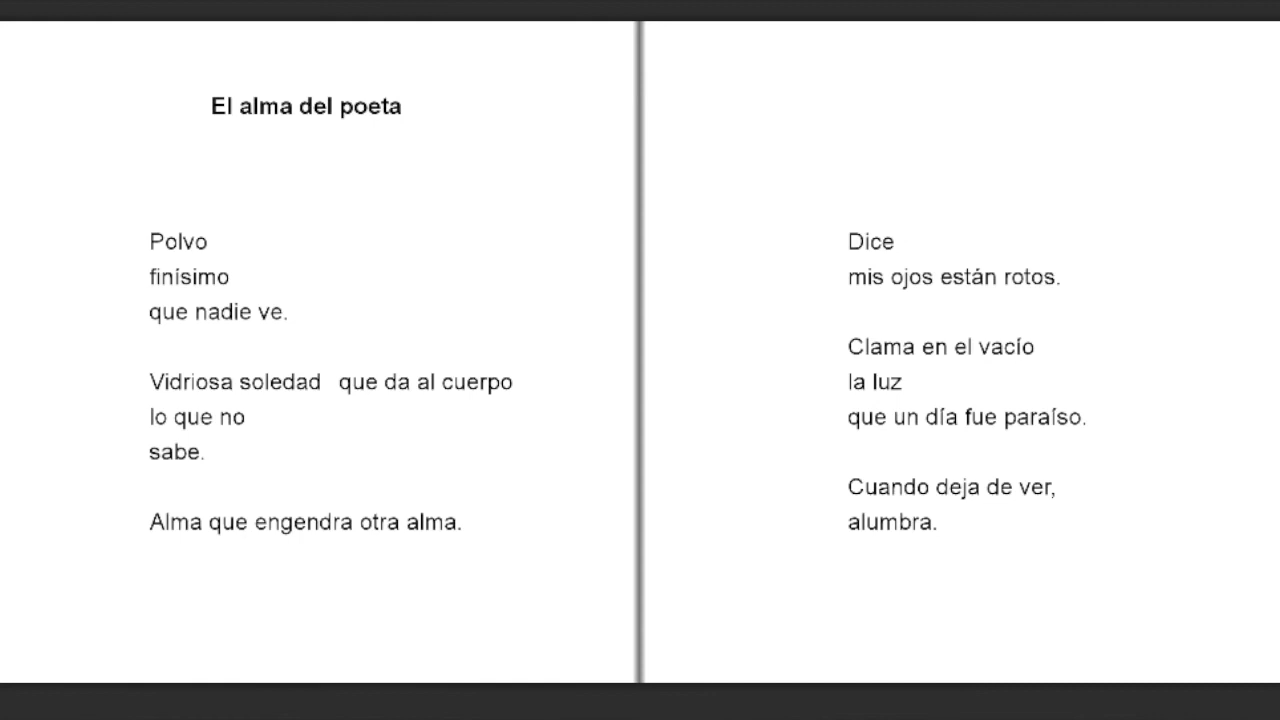 El alma del poeta
Polvo
finísimo
que nadie ve.
Vidriosa soledad   que da al cuerpo
lo que no
sabe.
Alma que engendra otra alma.
Dice
mis ojos están rotos.
Clama en el vacío
la luz
que un día fue paraíso.
Cuando deja de ver,
alumbra.